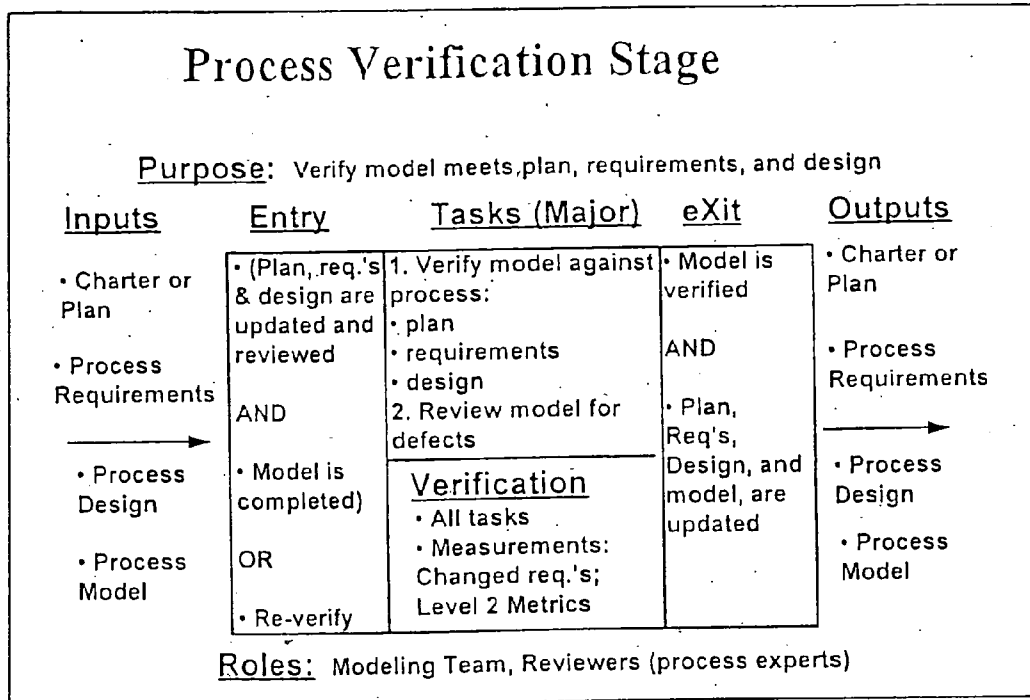 Process Verification Stage
Purpose: Verify model meets,plan, requirements, and design
Inputs
• Charter or
Plan
• Process
Requirements
• Process
Design
• Process
Model
Entry
• (Plan, req.'s
& design are
updated and
reviewed
AND
• Model is
completed)
OR
• Re-verify
Tasks (Major)
1. Verify model against
process:
• plan
• requirements
• design
2. Review model for
defects
Verification
• All tasks
• Measurements:
Changed req.'s;
Level 2 Metrics
eXit
• Model is
verified
AND
• Plan,
Req's,
Design, and
model, are
updated
Outputs
• Charter or
Plan
• Process
Requirements
• Process
Design
• Process
Model
Roles: Modeling Team, Reviewers (process experts)